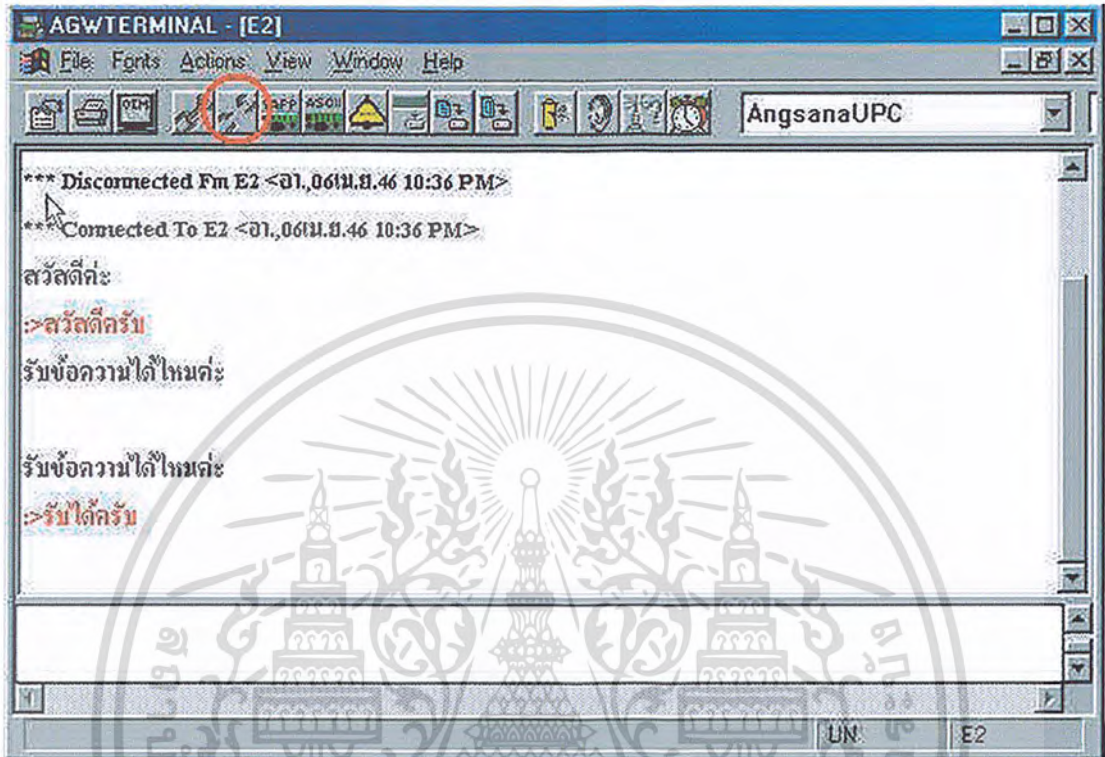 AGWTERMINAL - [E2]
File Fonts Actions View Window Help
OEM YAPP ASCII AngsanaUPC
*** Disconnected Fm E2 <อา.,06เม.ย.46 10:36 PM>
*** Connected To E2 <อา.,06เม.ย.46 10:36 PM>
สวัสดีค่ะ
:>สวัสดีครับ
รับข้อความได้ไหมค่ะ
รับข้อความได้ไหมค่ะ
:>รับได้ครับ
UN E2